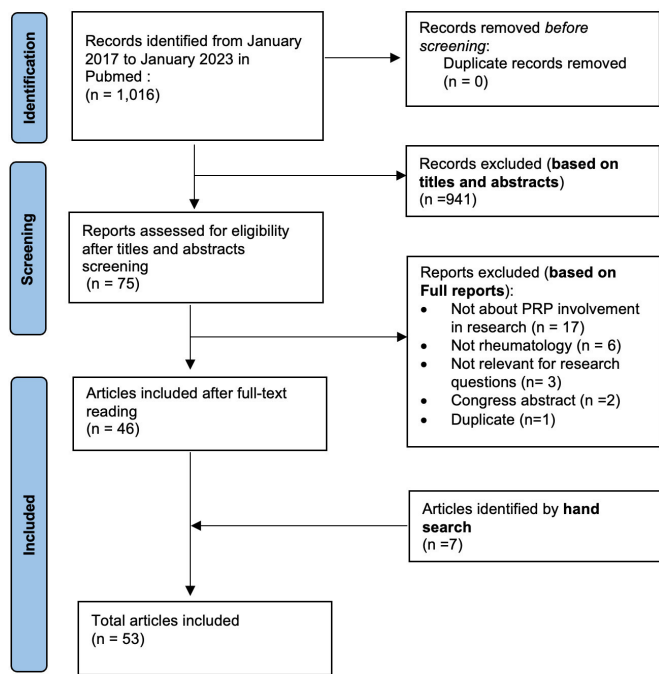 Identification
Records identified from January
2017 to January 2023 in
Pubmed :
(n = 1,016)
Records removed before
screening:
Duplicate records removed
(n = 0)
Records excluded (based on
titles and abstracts)
(n =941)
Screening
Reports assessed for eligibility
after titles and abstracts
screening
(n = 75)
Reports excluded (based on
Full reports):
• Not about PRP involvement
in research (n = 17)
• Not rheumatology (n = 6)
• Not relevant for research
questions (n= 3)
• Congress abstract (n =2)
• Duplicate (n=1)
Included
Articles included after full-text
reading
(n = 46)
Articles identified by hand
search
(n =7)
Total articles included
(n = 53)